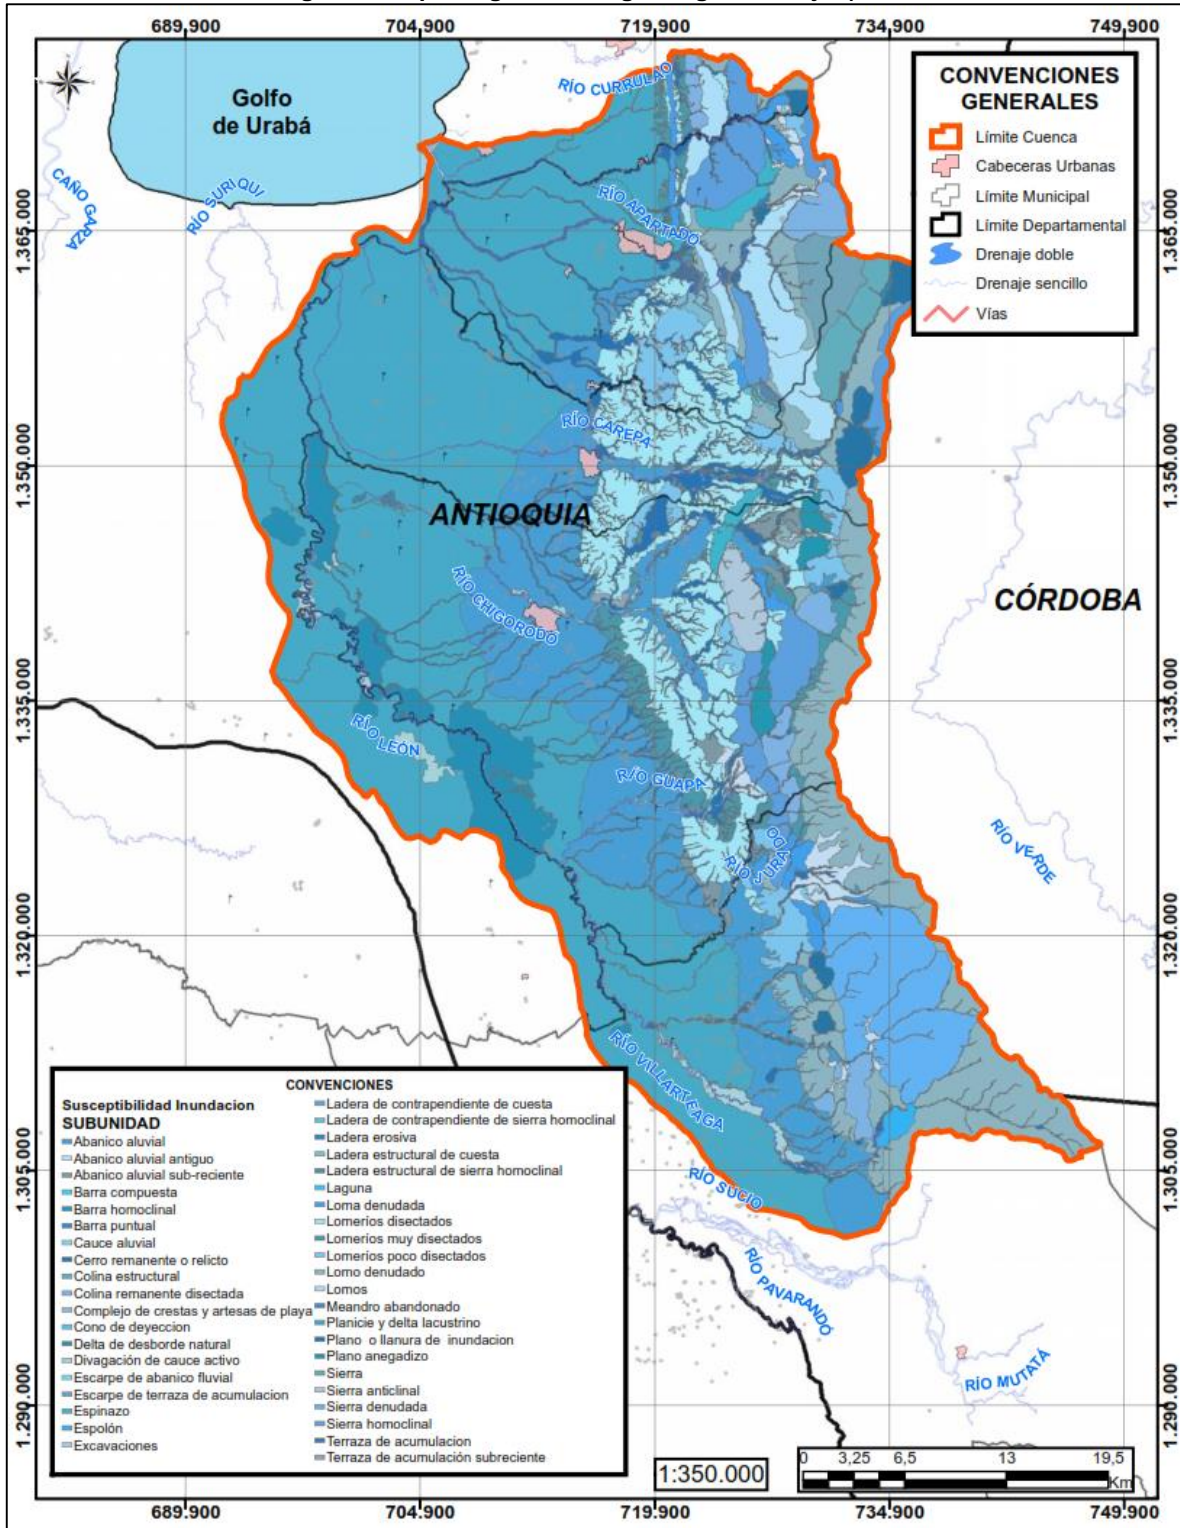 689.900
704.900
719.900
734.900
749.900
Golfo
de Urabá
RÍO CURRULAO
CONVENCIONES
GENERALES
Límite Cuenca
Cabeceras Urbanas
Límite Municipal
Límite Departamental
Drenaje doble
Drenaje sencillo
Vías
CAÑO GARZA
RÍO SURIQUI
RÍO APARTADÓ
1.365.000
1.365.000
RÍO CAREPA
1.350.000
1.350.000
ANTIOQUIA
RÍO CHIGORODÓ
CÓRDOBA
1.335.000
1.335.000
RÍO LEÓN
RÍO GUAPA
RÍO JURADO
RÍO VERDE
1.320.000
1.320.000
RÍO VILLARTEAGA
CONVENCIONES
Susceptibilidad Inundacion
SUBUNIDAD
Abanico aluvial
Abanico aluvial antiguo
Abanico aluvial sub-reciente
Barra compuesta
Barra homoclinal
Barra puntual
Cauce aluvial
Cerro remanente o relicto
Colina estructural
Colina remanente disectada
Complejo de crestas y artesas de playa
Cono de deyeccion
Delta de desborde natural
Divagación de cauce activo
Escarpe de abanico fluvial
Escarpe de terraza de acumulacion
Espinazo
Espolón
Excavaciones
Ladera de contrapendiente de cuesta
Ladera de contrapendiente de sierra homoclinal
Ladera erosiva
Ladera estructural de cuesta
Ladera estructural de sierra homoclinal
Laguna
Loma denudada
Lomeríos disectados
Lomeríos muy disectados
Lomeríos poco disectados
Lomo denudado
Lomos
Meandro abandonado
Planicie y delta lacustrino
Plano o llanura de inundacion
Plano anegadizo
Sierra
Sierra anticlinal
Sierra denudada
Sierra homoclinal
Terraza de acumulacion
Terraza de acumulación subreciente
1.305.000
1.305.000
RÍO SUCIO
RÍO PAVARANDÓ
RÍO MUTATÁ
1.290.000
1.290.000
1:350.000
0 3,25 6,5 13 19,5
Km
689.900
704.900
719.900
734.900
749.900